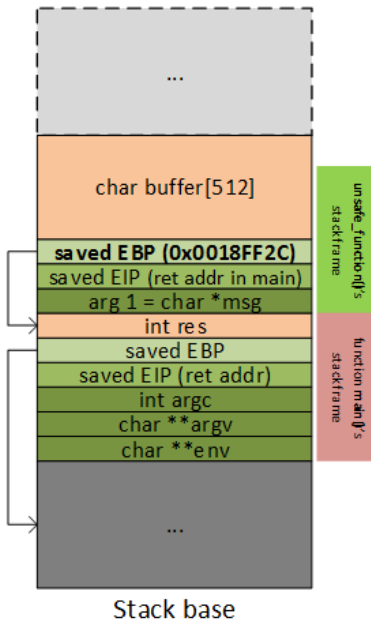 ...
char buffer[512]
saved EBP (0x0018FF2C)
saved EIP (ret addr in main)
arg 1 = char *msg
int res
saved EBP
saved EIP (ret addr)
int argc
char **argv
char **env
...
Stack base
unsafe_function()'s
stackframe
function main()'s
stackframe